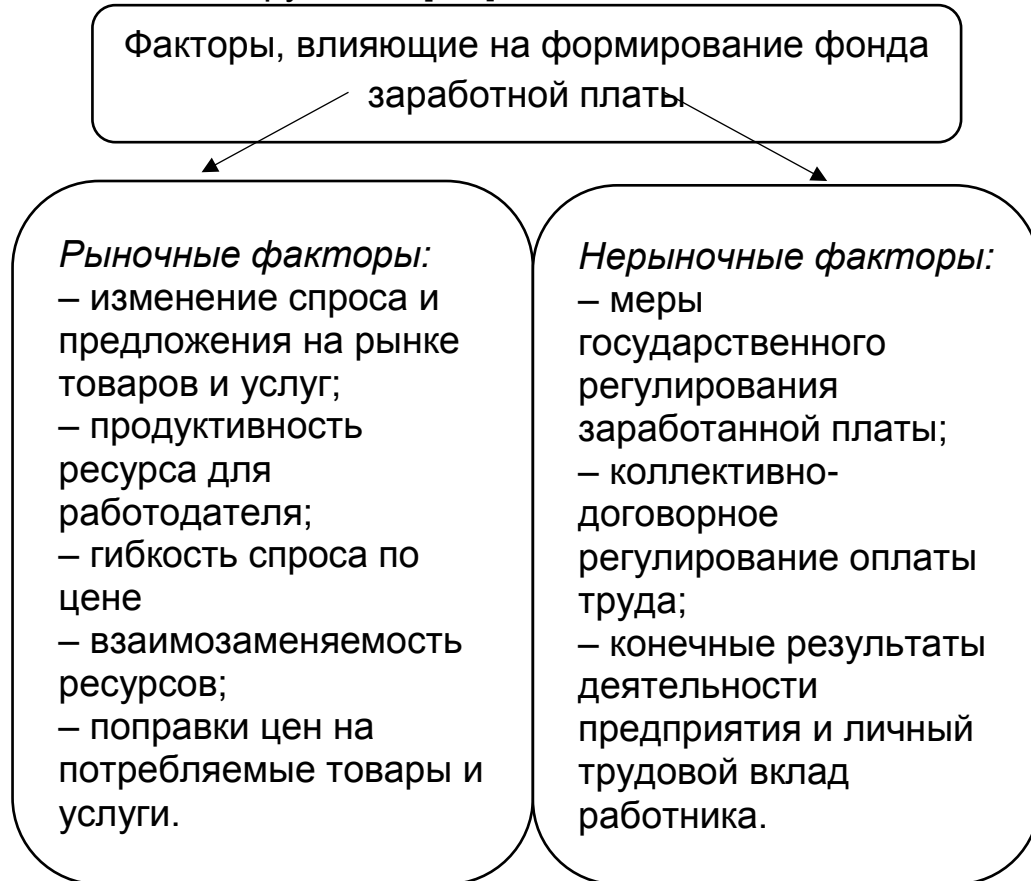 Факторы, влияющие на формирование фонда
заработной платы
Рыночные факторы:
– изменение спроса и
предложения на рынке
товаров и услуг;
– продуктивность
ресурса для
работодателя;
– гибкость спроса по
цене
– взаимозаменяемость
ресурсов;
– поправки цен на
потребляемые товары и
услуги.
Нерыночные факторы:
– меры
государственного
регулирования
заработанной платы;
– коллективно-
договорное
регулирование оплаты
труда;
– конечные результаты
деятельности
предприятия и личный
трудовой вклад
работника.